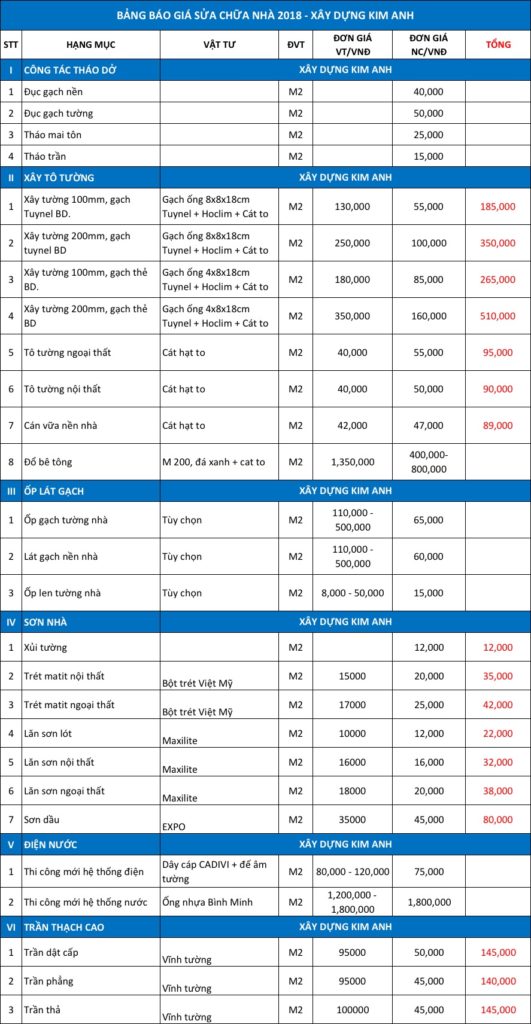 BẢNG BÁO GIÁ SỬA CHỮA NHÀ 2018 - XÂY DỰNG KIM ANH
STT HẠNG MỤC VẬT TƯ ĐVT ĐƠN GIÁ VT/VNĐ ĐƠN GIÁ NC/VNĐ TỔNG
I CÔNG TÁC THÁO DỞ XÂY DỰNG KIM ANH
1 Đục gạch nền M2 40,000
2 Đục gạch tường M2 50,000
3 Tháo mai tôn M2 25,000
4 Tháo trần M2 15,000
II XÂY TÔ TƯỜNG XÂY DỰNG KIM ANH
1 Xây tường 100mm, gạch Tuynel BD. Gạch ống 8x8x18cm Tuynel + Hoclim + Cát to M2 130,000 55,000 185,000
2 Xây tường 200mm, gạch tuynel BD Gạch ống 8x8x18cm Tuynel + Hoclim + Cát to M2 250,000 100,000 350,000
3 Xây tường 100mm, gạch thẻ BD. Gạch ống 4x8x18cm Tuynel + Hoclim + Cát to M2 180,000 85,000 265,000
4 Xây tường 200mm, gạch thẻ BD Gạch ống 4x8x18cm Tuynel + Hoclim + Cát to M2 350,000 160,000 510,000
5 Tô tường ngoại thất Cát hạt to M2 40,000 55,000 95,000
6 Tô tường nội thất Cát hạt to M2 40,000 50,000 90,000
7 Cán vữa nền nhà Cát hạt to M2 42,000 47,000 89,000
8 Đổ bê tông M 200, đá xanh + cat to M2 1,350,000 400,000-800,000
III ỐP LÁT GẠCH XÂY DỰNG KIM ANH
1 Ốp gạch tường nhà Tùy chọn M2 110,000 - 500,000 65,000
2 Lát gạch nền nhà Tùy chọn M2 110,000 - 500,000 60,000
3 Ốp len tường nhà Tùy chọn M2 8,000 - 50,000 15,000
IV SƠN NHÀ XÂY DỰNG KIM ANH
1 Xủi tường M2 12,000 12,000
2 Trét matit nội thất Bột trét Việt Mỹ M2 15000 20,000 35,000
3 Trét matit ngoại thất Bột trét Việt Mỹ M2 17000 25,000 42,000
4 Lăn sơn lót Maxilite M2 10000 12,000 22,000
5 Lăn sơn nội thất Maxilite M2 16000 16,000 32,000
6 Lăn sơn ngoại thất Maxilite M2 18000 20,000 38,000
7 Sơn dầu EXPO M2 35000 45,000 80,000
V ĐIỆN NƯỚC XÂY DỰNG KIM ANH
1 Thi công mới hệ thống điện Dây cáp CADIVI + đế âm tường M2 80,000 - 120,000 75,000
2 Thi công mới hệ thống nước Ống nhựa Bình Minh M2 1,200,000 - 1,800,000 1,800,000
VI TRẦN THẠCH CAO XÂY DỰNG KIM ANH
1 Trần dật cấp Vĩnh tường M2 95000 50,000 145,000
2 Trần phẳng Vĩnh tường M2 95000 45,000 140,000
3 Trần thả Vĩnh tường M2 100000 45,000 145,000